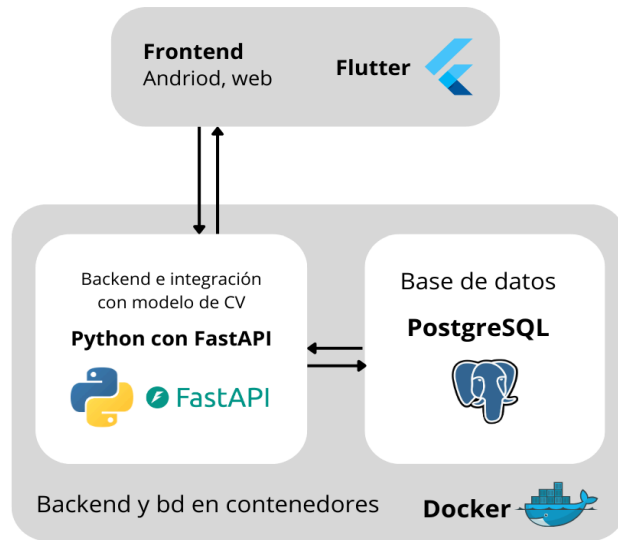 Frontend
Andriod, web
Flutter
Backend e integración
con modelo de CV
Python con FastAPI
FastAPI
Base de datos
PostgreSQL
Backend y bd en contenedores
Docker